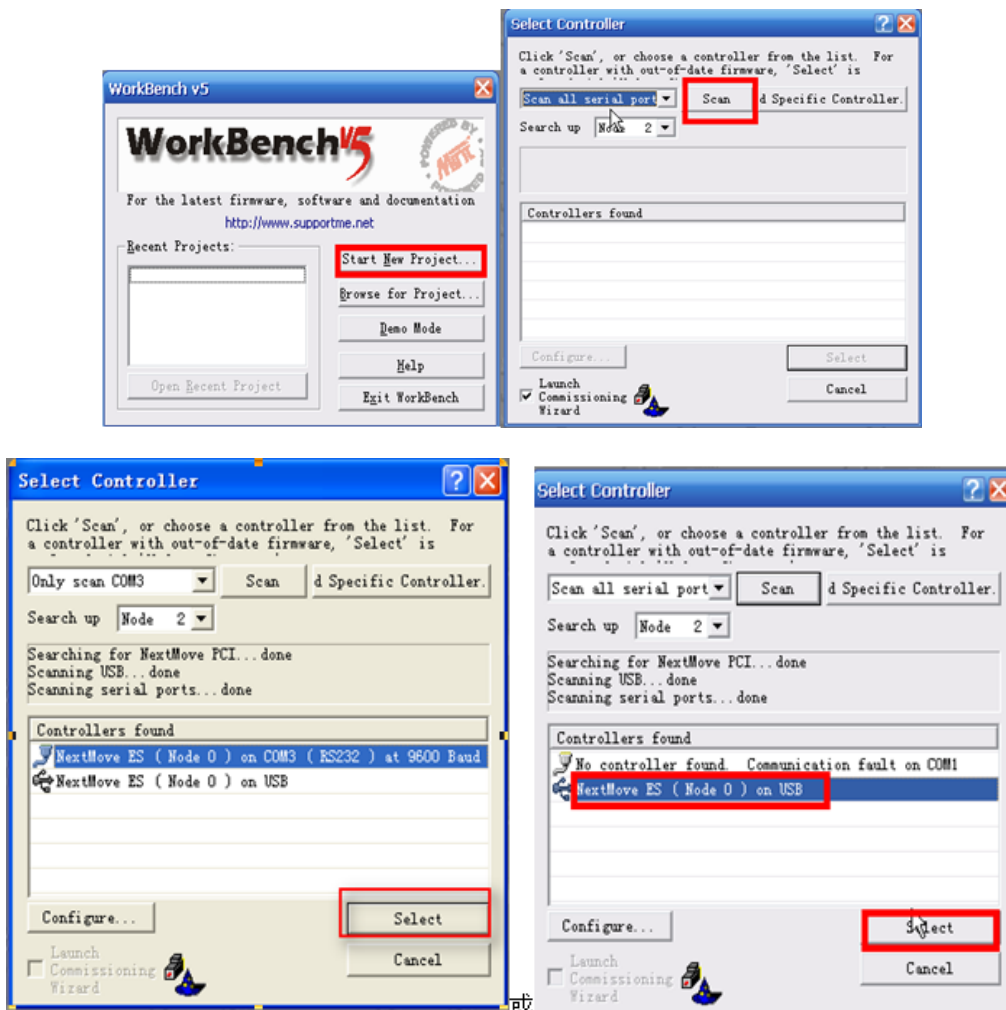 WorkBench v5
WorkBench v5
POWERED BY
Mint
For the latest firmware, software and documentation
http://www.supportme.net
Recent Projects:
Start New Project...
Browse for Project...
Demo Mode
Help
Open Recent Project
Exit WorkBench
Select Controller
Click 'Scan', or choose a controller from the list. For
a controller with out-of-date firmware, 'Select' is
Scan all serial port
Scan
d Specific Controller.
Search up
Node 2
Controllers found
Configure...
Select
Launch
Commissioning
Wizard
Cancel
Select Controller
Click 'Scan', or choose a controller from the list. For
a controller with out-of-date firmware, 'Select' is
Only scan COM3
Scan
d Specific Controller.
Search up
Node 2
Searching for NextMove PCI...done
Scanning USB...done
Scanning serial ports...done
Controllers found
NextMove ES ( Node 0 ) on COM3 ( RS232 ) at 9600 Baud
NextMove ES ( Node 0 ) on USB
Configure...
Select
Launch
Commissioning
Wizard
Cancel
或
Select Controller
Click 'Scan', or choose a controller from the list. For
a controller with out-of-date firmware, 'Select' is
Scan all serial port
Scan
d Specific Controller.
Search up
Node 2
Searching for NextMove PCI...done
Scanning USB...done
Scanning serial ports...done
Controllers found
No controller found. Communication fault on COM1
NextMove ES ( Node 0 ) on USB
Configure...
Select
Launch
Commissioning
Wizard
Cancel